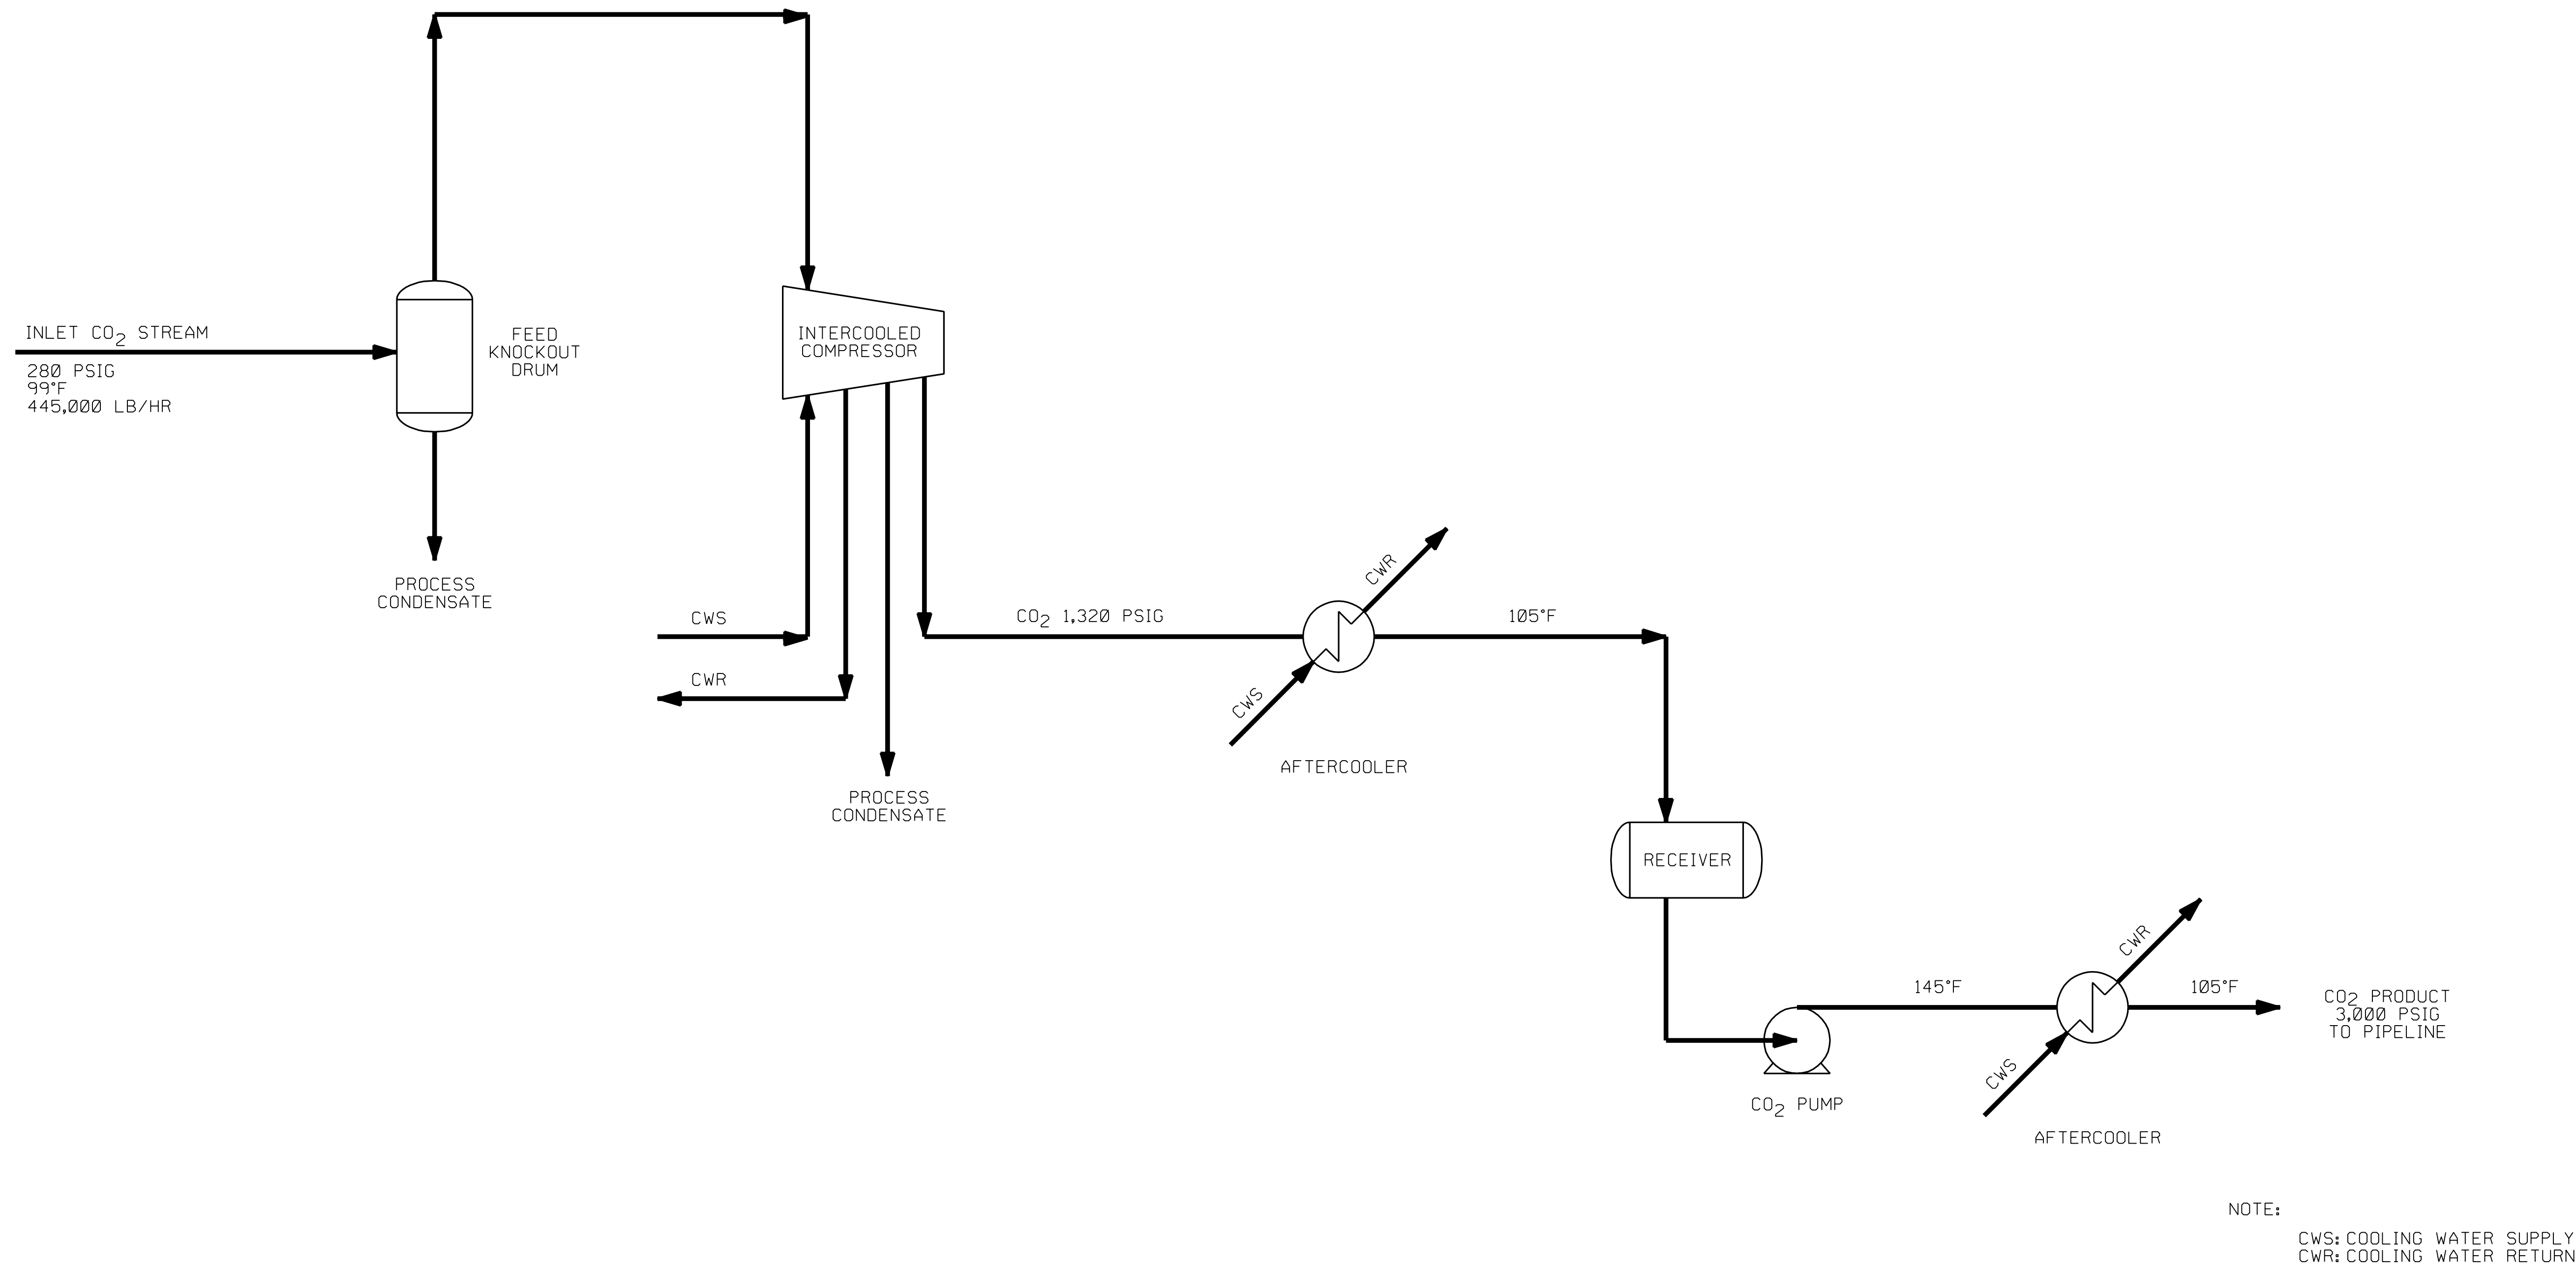 INLET CO2 STREAM
280 PSIG
99°F
445,000 LB/HR
FEED
KNOCKOUT
DRUM
PROCESS
CONDENSATE
INTERCOOLED
COMPRESSOR
CWS
CWR
PROCESS
CONDENSATE
CO2 1,320 PSIG
CWR
CWS
AFTERCOOLER
105°F
RECEIVER
CO2 PUMP
145°F
CWR
CWS
AFTERCOOLER
105°F
CO2 PRODUCT
3,000 PSIG
TO PIPELINE
NOTE:
CWS: COOLING WATER SUPPLY
CWR: COOLING WATER RETURN